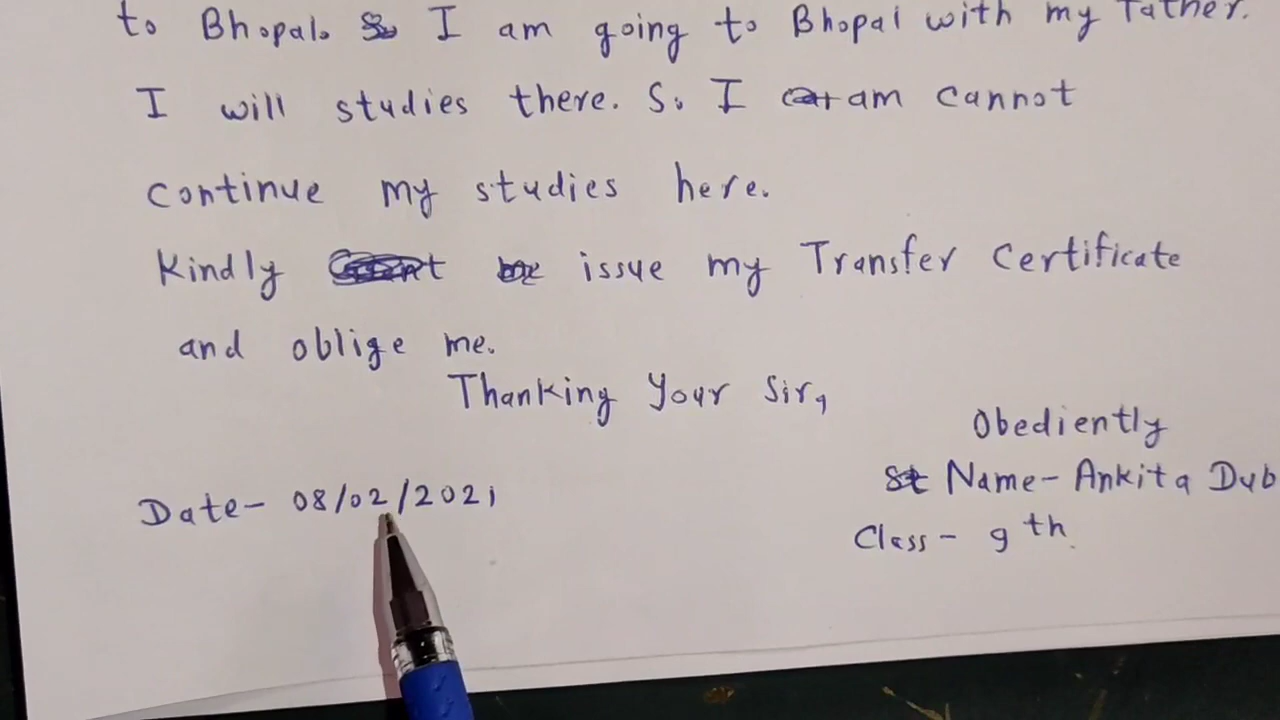 to Bhopal. So I am going to Bhopal with my father.
I will studies there. So I am cannot
continue my studies here.
Kindly issue my Transfer Certificate
and oblige me.
Thanking Your Sir,
Obediently
Name- Ankita Dub
Class- 9th
Date- 08/02/2021